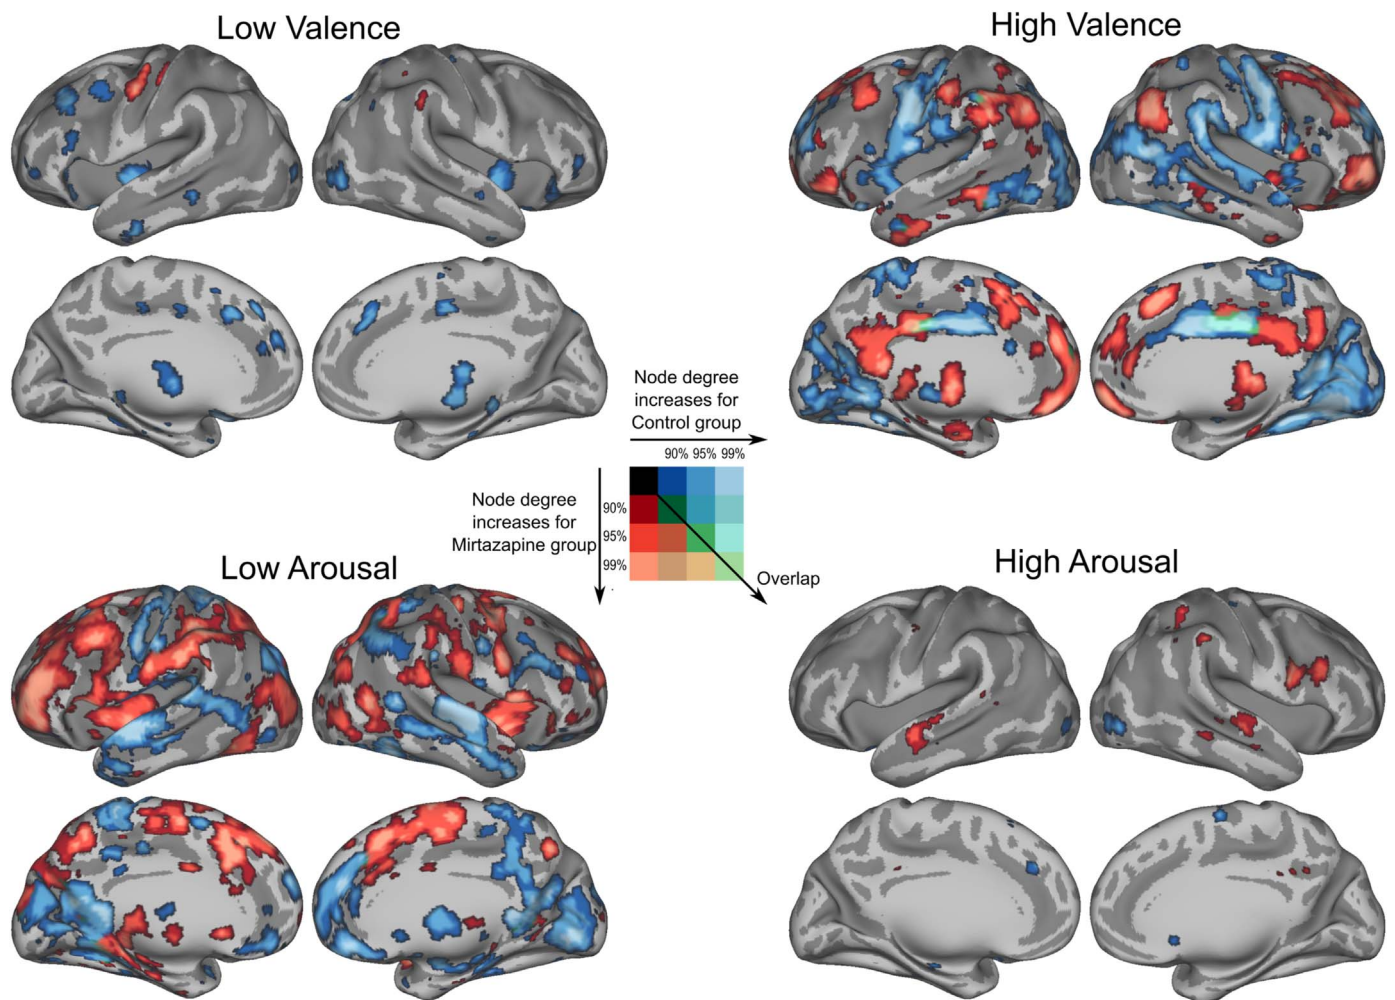 Low Valence
High Valence
Node degree
increases for
Control group
90% 95% 99%
Node degree
increases for
Mirtazapine group
90%
95%
99%
Overlap
Low Arousal
High Arousal